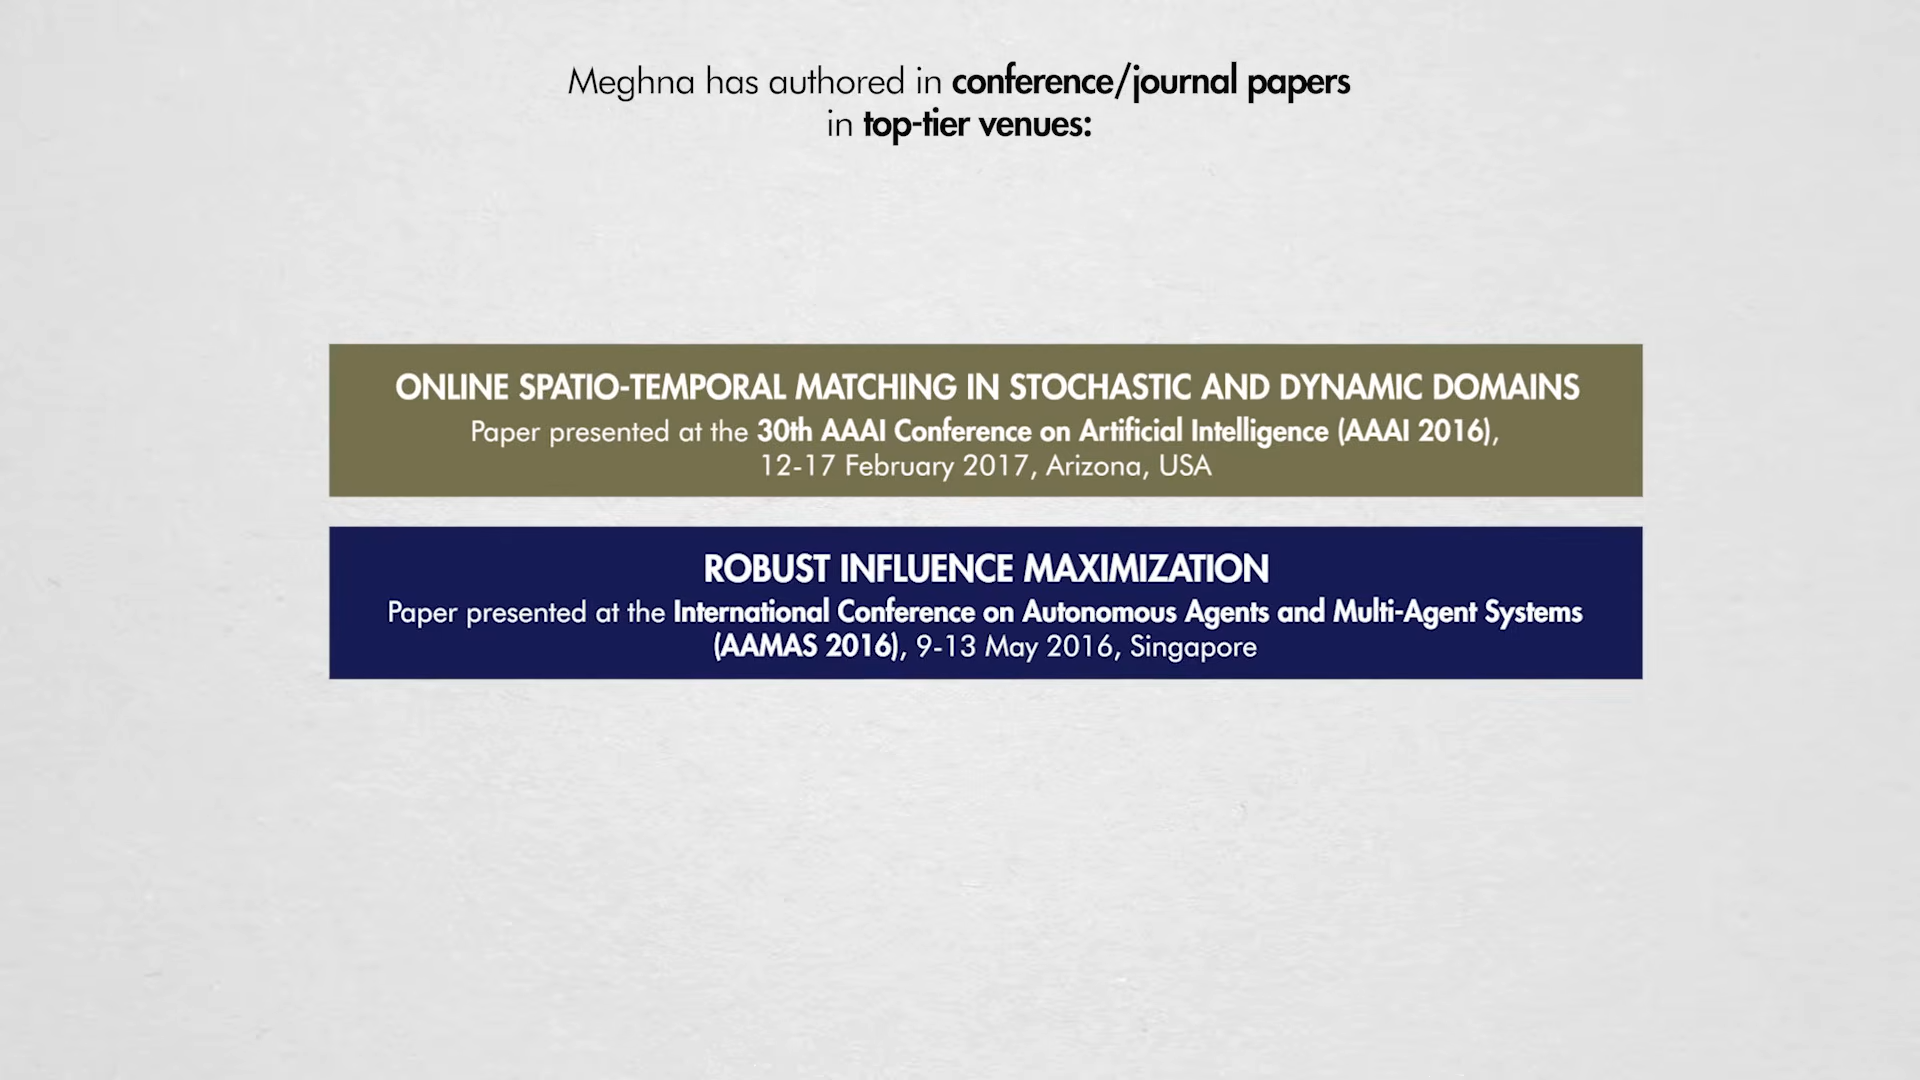 Meghna has authored in conference/journal papers
in top-tier venues:
ONLINE SPATIO-TEMPORAL MATCHING IN STOCHASTIC AND DYNAMIC DOMAINS
Paper presented at the 30th AAAI Conference on Artificial Intelligence (AAAI 2016),
12-17 February 2017, Arizona, USA
ROBUST INFLUENCE MAXIMIZATION
Paper presented at the International Conference on Autonomous Agents and Multi-Agent Systems
(AAMAS 2016), 9-13 May 2016, Singapore